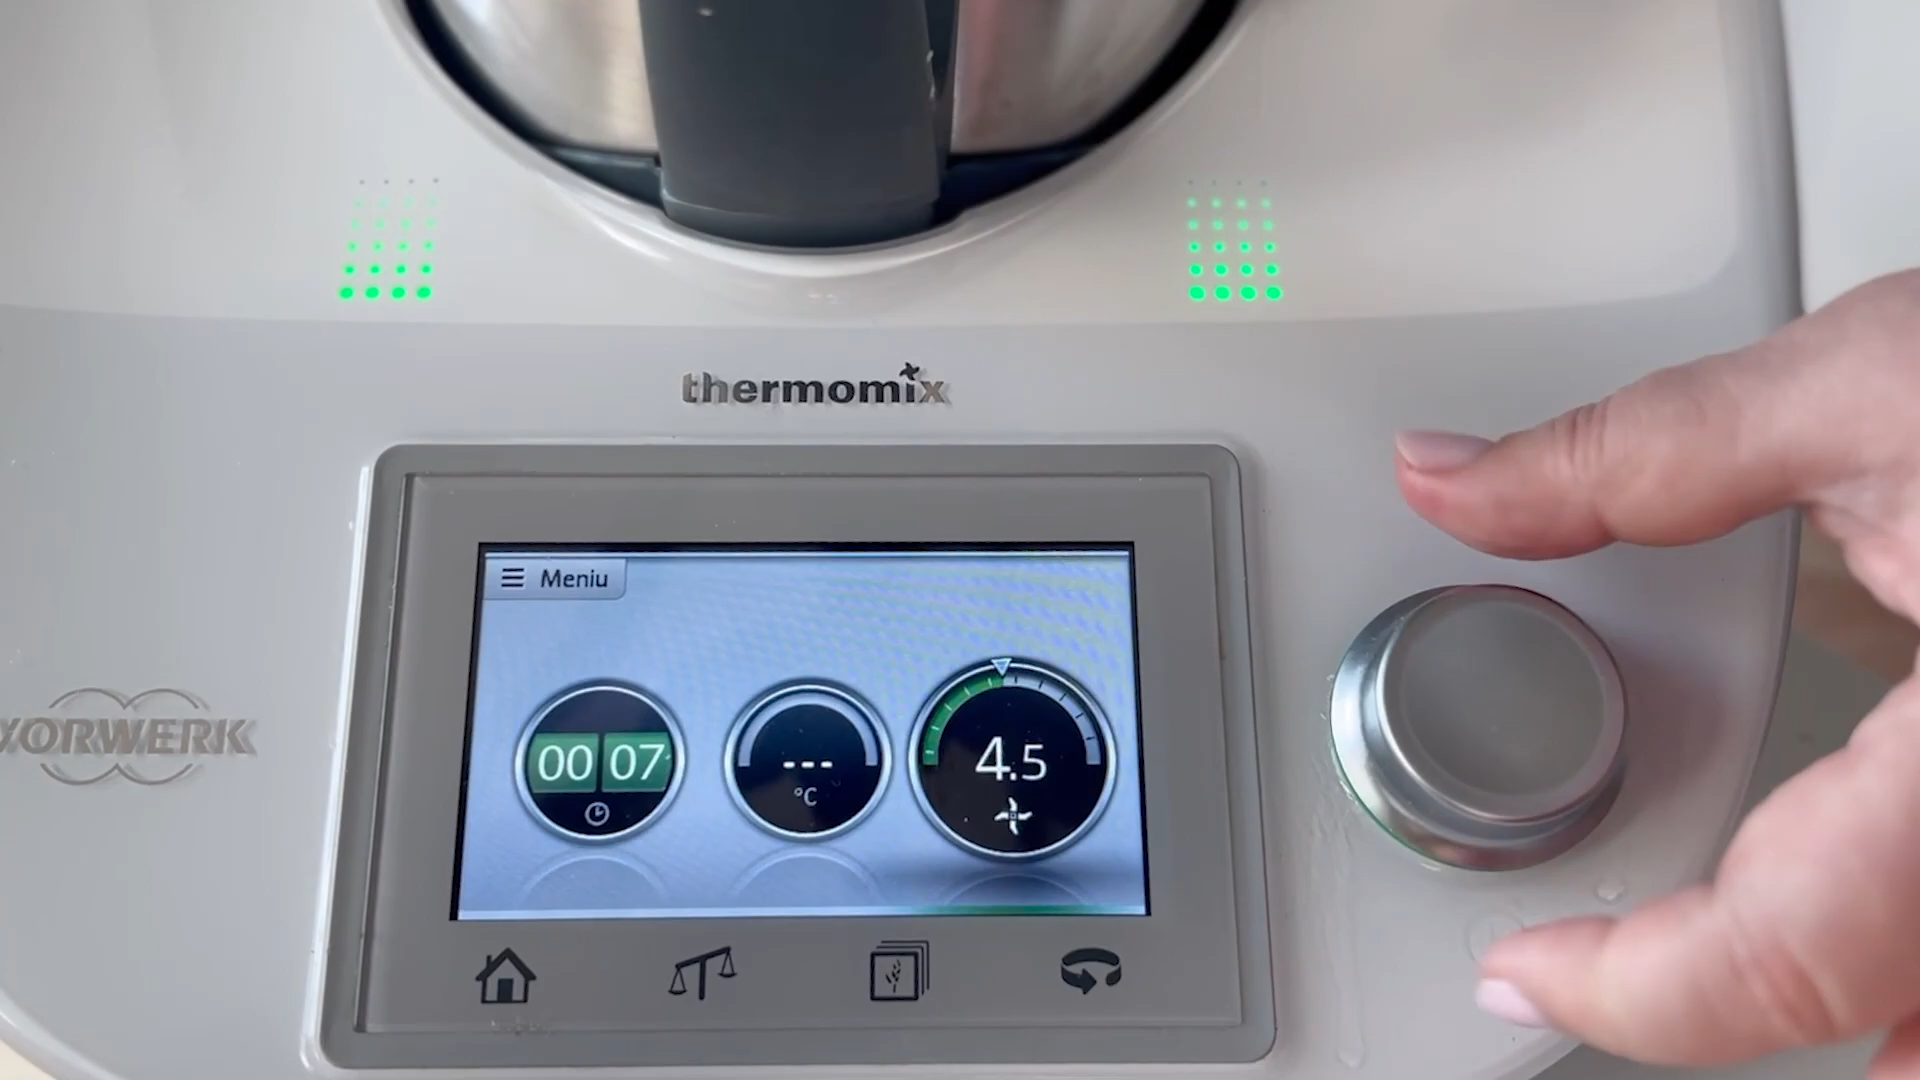 thermomix
Meniu
VORWERK
00 07
---
°C
4.5